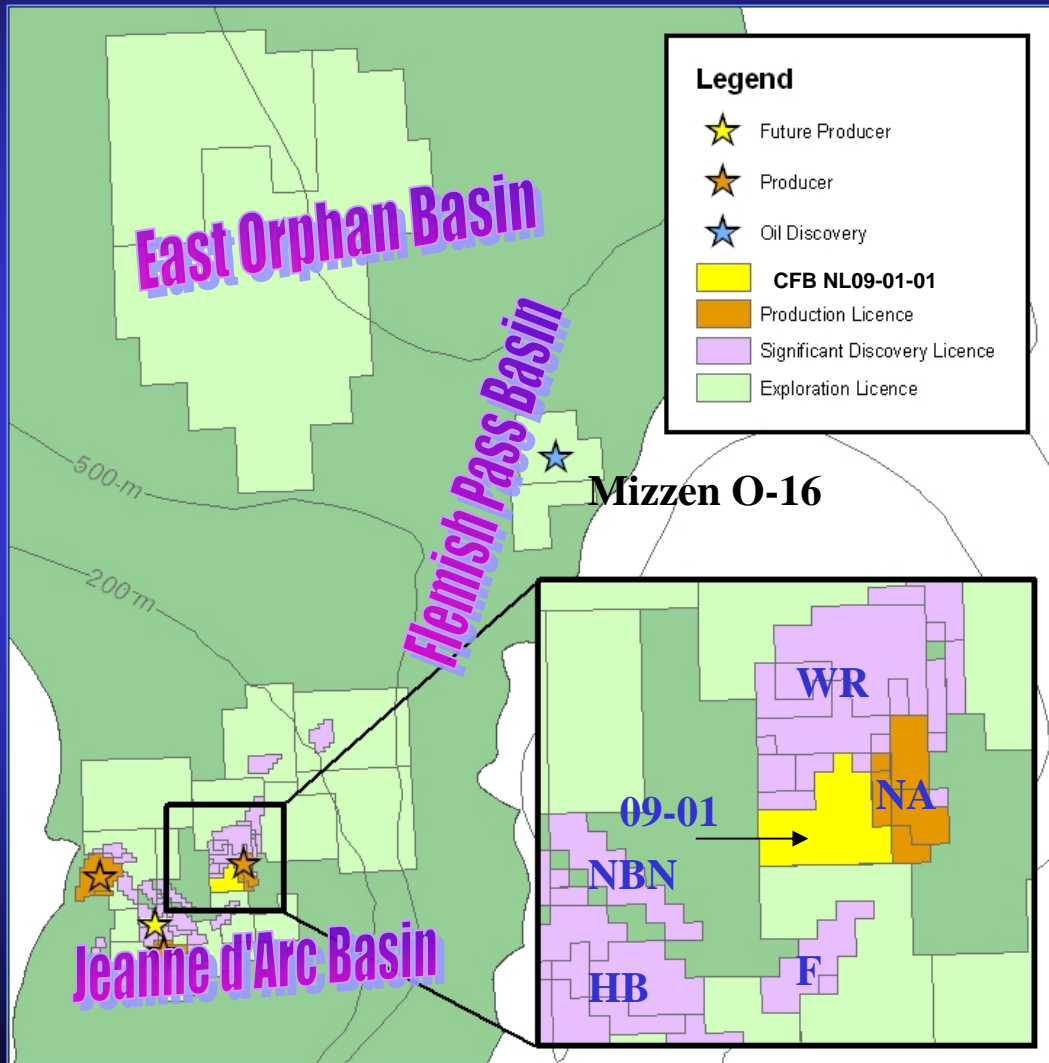 Legend
Future Producer
Producer
Oil Discovery
CFB NL09-01-01
Production Licence
Significant Discovery Licence
Exploration Licence
East Orphan Basin
Flemish Pass Basin
500 m
Mizzen O-16
200 m
WR
09-01
NA
NBN
HB
F
Jeanne d'Arc Basin